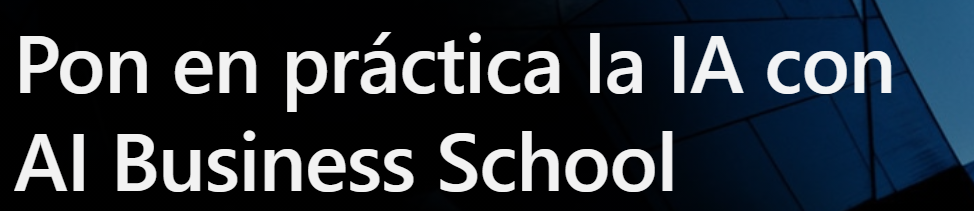 Pon en práctica la IA con
AI Business School